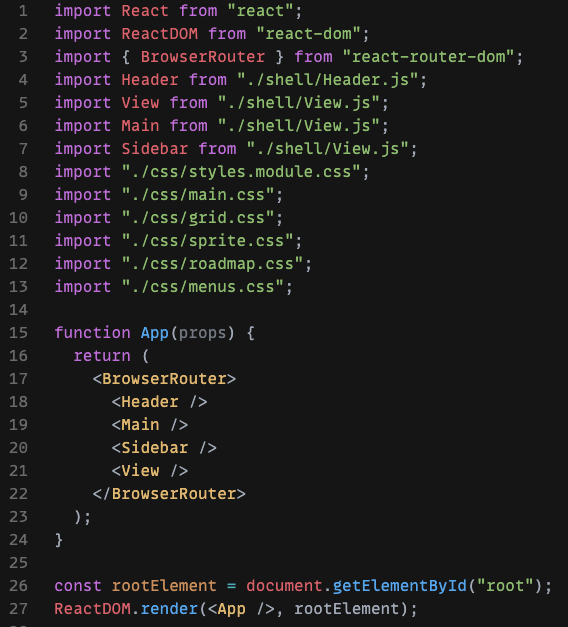 1 import React from "react";
2 import ReactDOM from "react-dom";
3 import { BrowserRouter } from "react-router-dom";
4 import Header from "./shell/Header.js";
5 import View from "./shell/View.js";
6 import Main from "./shell/View.js";
7 import Sidebar from "./shell/View.js";
8 import "./css/styles.module.css";
9 import "./css/main.css";
10 import "./css/grid.css";
11 import "./css/sprite.css";
12 import "./css/roadmap.css";
13 import "./css/menus.css";
14
15 function App(props) {
16   return (
17     <BrowserRouter>
18       <Header />
19       <Main />
20       <Sidebar />
21       <View />
22     </BrowserRouter>
23   );
24 }
25
26 const rootElement = document.getElementById("root");
27 ReactDOM.render(<App />, rootElement);